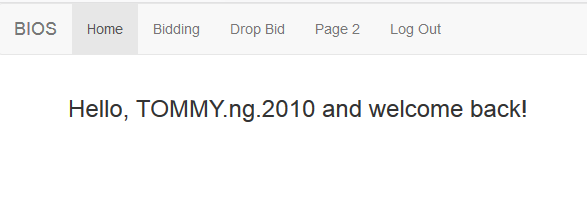 BIOS Home Bidding Drop Bid Page 2 Log Out
Hello, TOMMY.ng.2010 and welcome back!